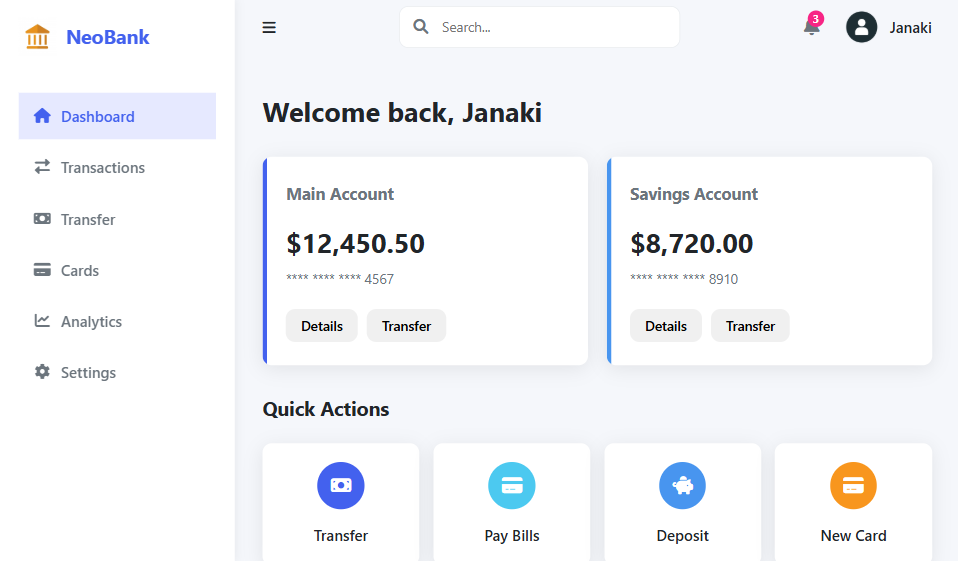 NeoBank
Dashboard
Transactions
Transfer
Cards
Analytics
Settings
Search...
3
Janaki
Welcome back, Janaki
Main Account
$12,450.50
**** **** **** 4567
Details Transfer
Savings Account
$8,720.00
**** **** **** 8910
Details Transfer
Quick Actions
Transfer
Pay Bills
Deposit
New Card